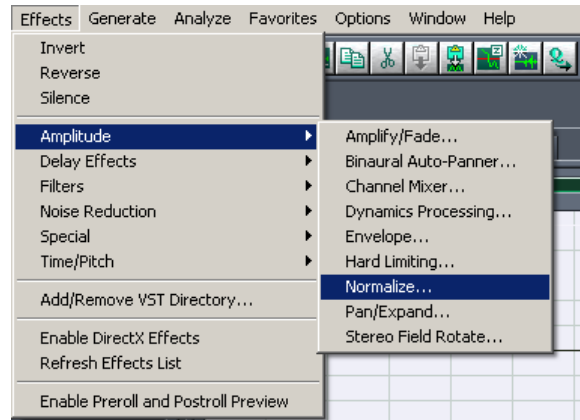 Effects Generate Analyze Favorites Options Window Help
Invert
Reverse
Silence
Amplitude
Delay Effects
Filters
Noise Reduction
Special
Time/Pitch
Add/Remove VST Directory...
Enable DirectX Effects
Refresh Effects List
Enable Preroll and Postroll Preview
Amplify/Fade...
Binaural Auto-Panner...
Channel Mixer...
Dynamics Processing...
Envelope...
Hard Limiting...
Normalize...
Pan/Expand...
Stereo Field Rotate...